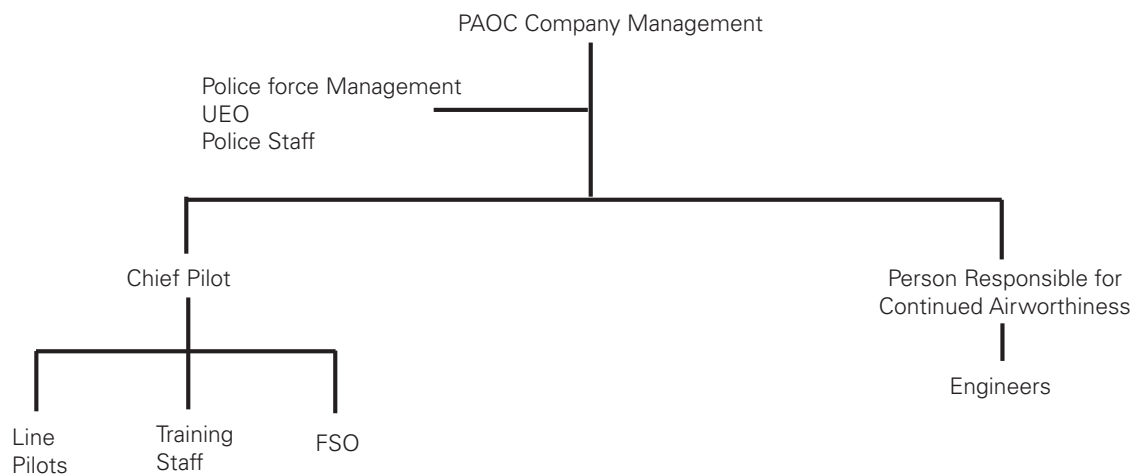 PAOC Company Management
Police force Management
UEO
Police Staff
Chief Pilot
Person Responsible for
Continued Airworthiness
Engineers
Line
Pilots
Training
Staff
FSO